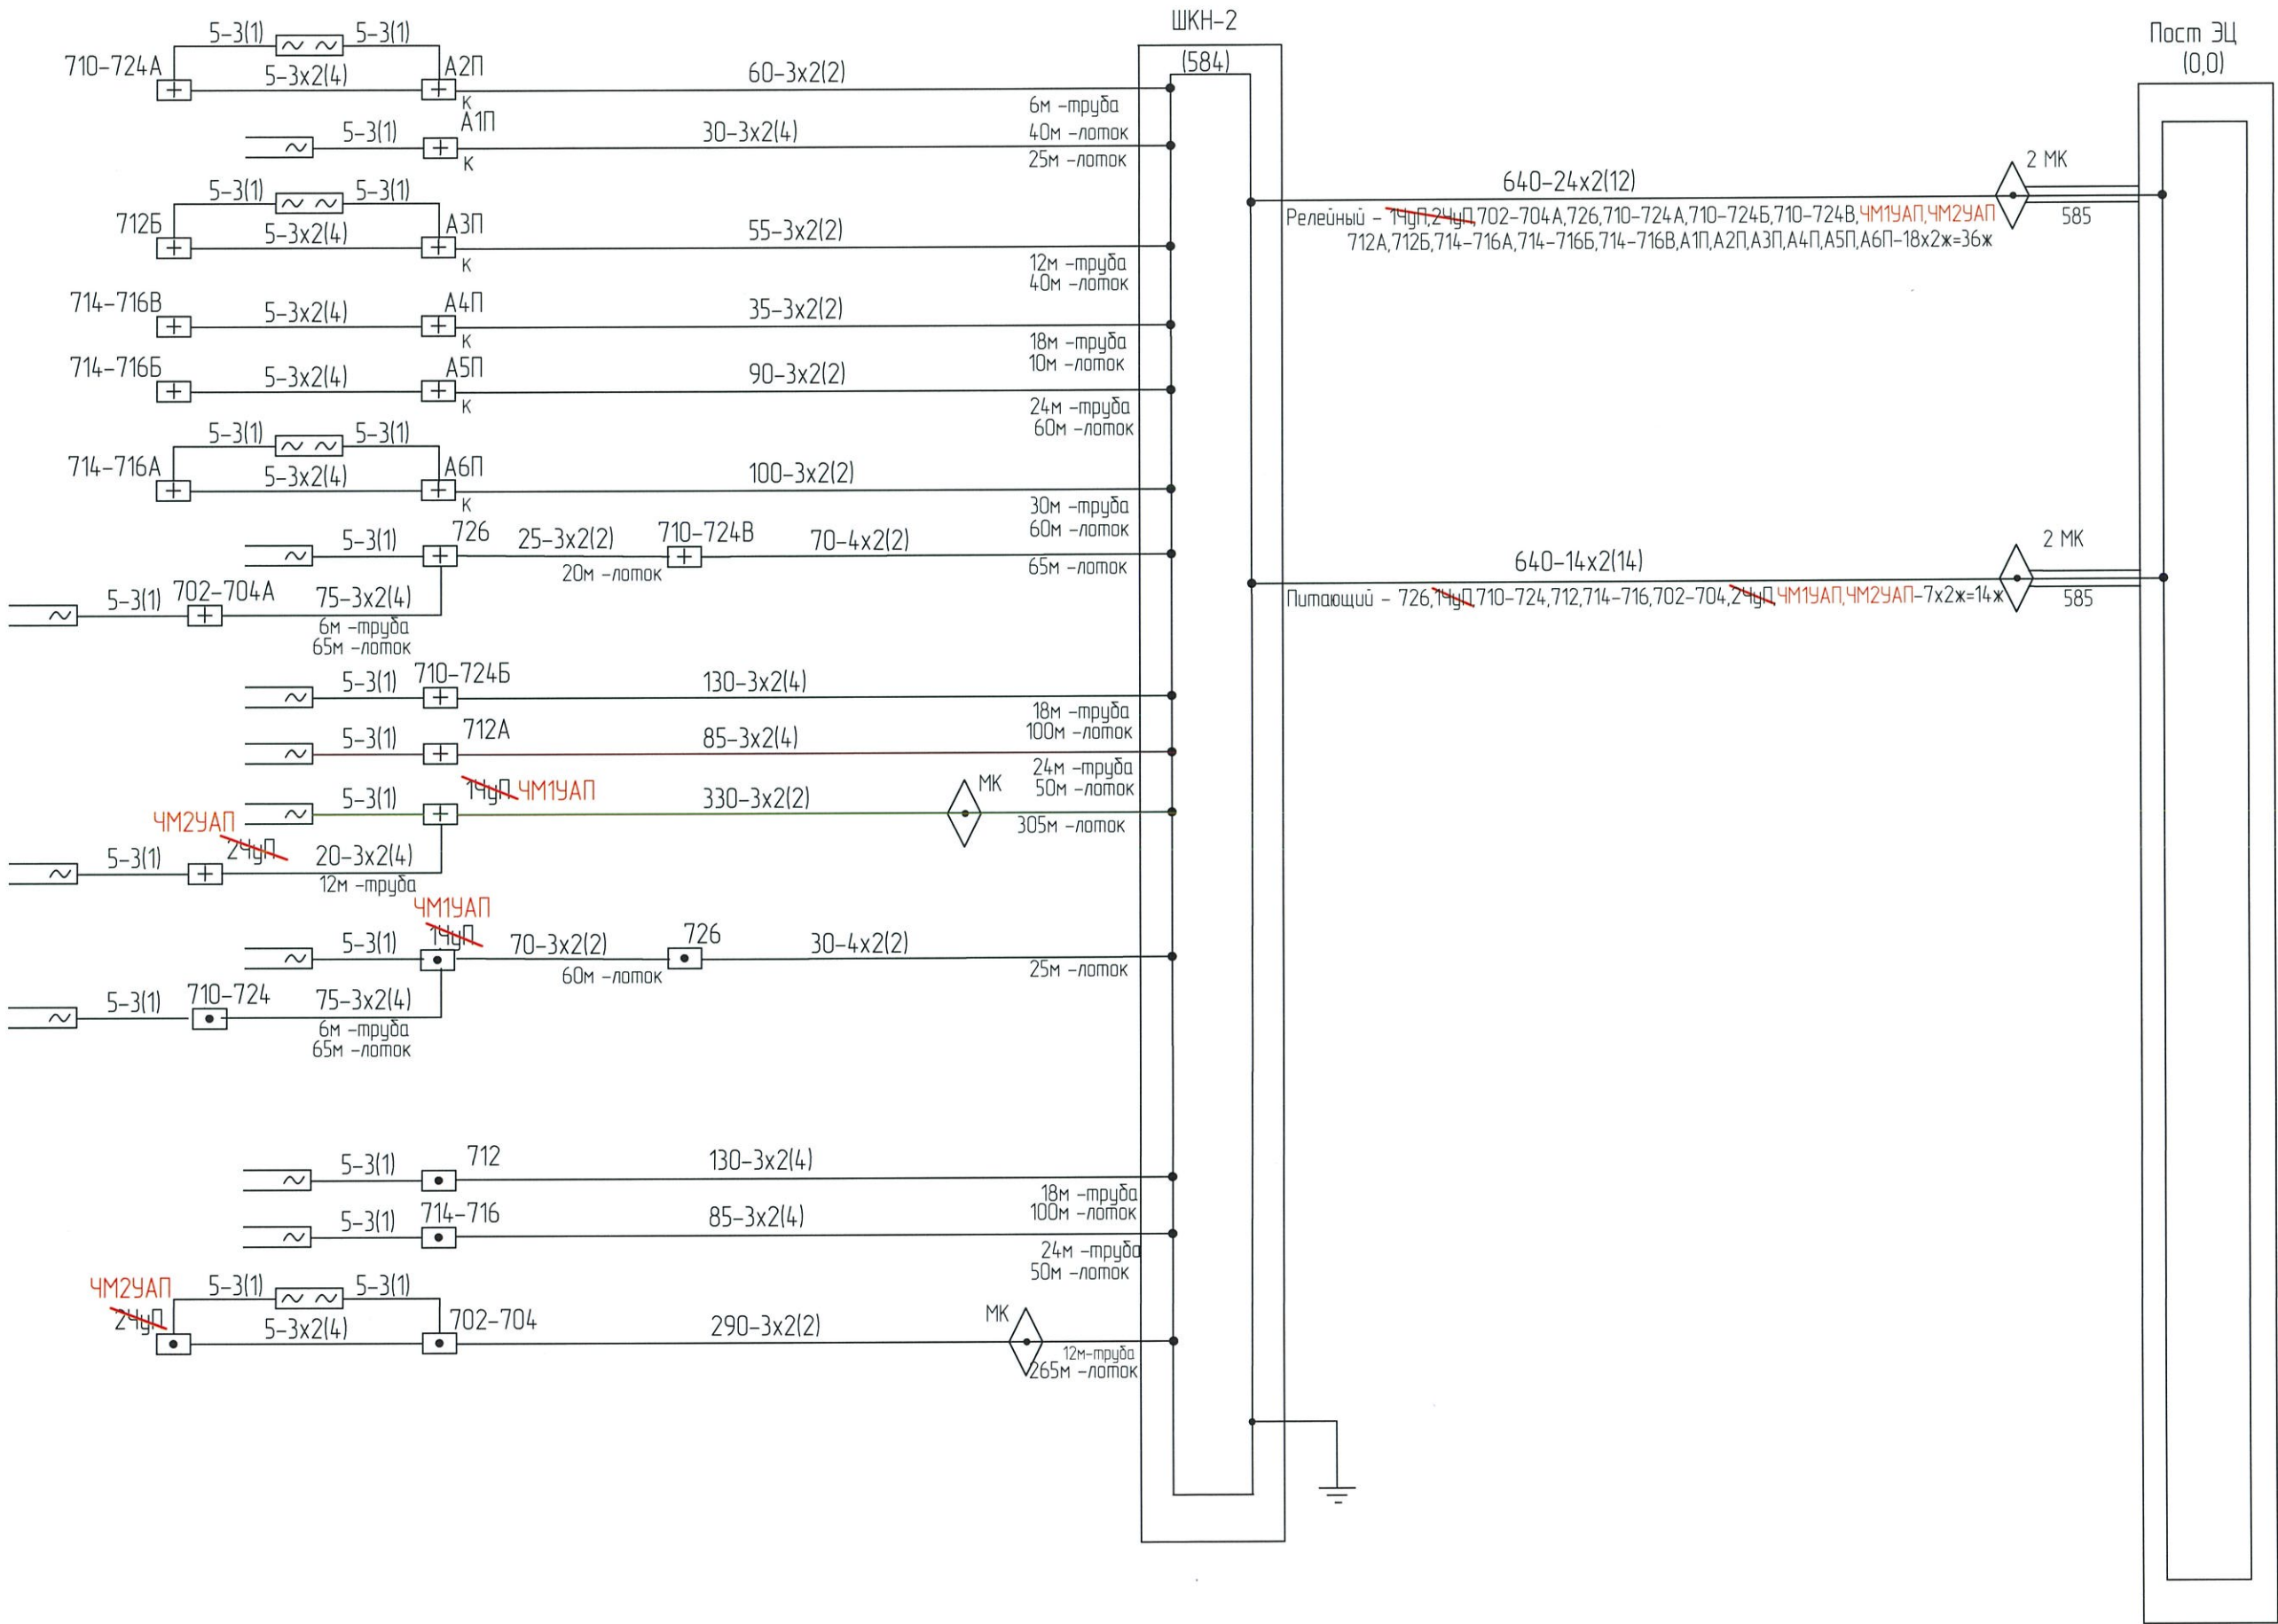 ШКН-2
(584)
Пост ЭЦ
(0,0)
5-3(1)
5-3(1)
710-724А
5-3х2(4)
А2П
К
60-3х2(2)
6м -труба
40м -лоток
5-3(1)
А1П
К
30-3х2(4)
25м -лоток
5-3(1)
5-3(1)
712Б
5-3х2(4)
А3П
К
55-3х2(2)
12м -труба
40м -лоток
714-716В
5-3х2(4)
А4П
К
35-3х2(2)
18м -труба
10м -лоток
714-716Б
5-3х2(4)
А5П
К
90-3х2(2)
24м -труба
60м -лоток
5-3(1)
5-3(1)
714-716А
5-3х2(4)
А6П
К
100-3х2(2)
30м -труба
60м -лоток
5-3(1)
726
25-3х2(2)
20м -лоток
710-724В
70-4х2(2)
65м -лоток
5-3(1)
702-704А
75-3х2(4)
6м -труба
65м -лоток
5-3(1)
710-724Б
130-3х2(4)
18м -труба
100м -лоток
5-3(1)
712А
85-3х2(4)
24м -труба
50м -лоток
5-3(1)
1ЧуП ЧМ1УАП
330-3х2(2)
МК
305м -лоток
ЧМ2УАП
2ЧуП
5-3(1)
20-3х2(4)
12м -труба
ЧМ1УАП
1ЧуП
5-3(1)
70-3х2(2)
60м -лоток
726
30-4х2(2)
25м -лоток
5-3(1)
710-724
75-3х2(4)
6м -труба
65м -лоток
5-3(1)
712
130-3х2(4)
18м -труба
100м -лоток
5-3(1)
714-716
85-3х2(4)
24м -труба
50м -лоток
ЧМ2УАП
2ЧуП
5-3(1)
5-3(1)
5-3х2(4)
702-704
290-3х2(2)
МК
12м-труба
265м -лоток
640-24х2(12)
2 МК
585
Релейный - 1ЧуП,2ЧуП,702-704А,726,710-724А,710-724Б,710-724В,ЧМ1УАП,ЧМ2УАП
712А,712Б,714-716А,714-716Б,714-716В,А1П,А2П,А3П,А4П,А5П,А6П-18х2ж=36ж
640-14х2(14)
2 МК
585
Питающий - 726,1ЧуП,710-724,712,714-716,702-704,2ЧуП,ЧМ1УАП,ЧМ2УАП-7х2ж=14ж